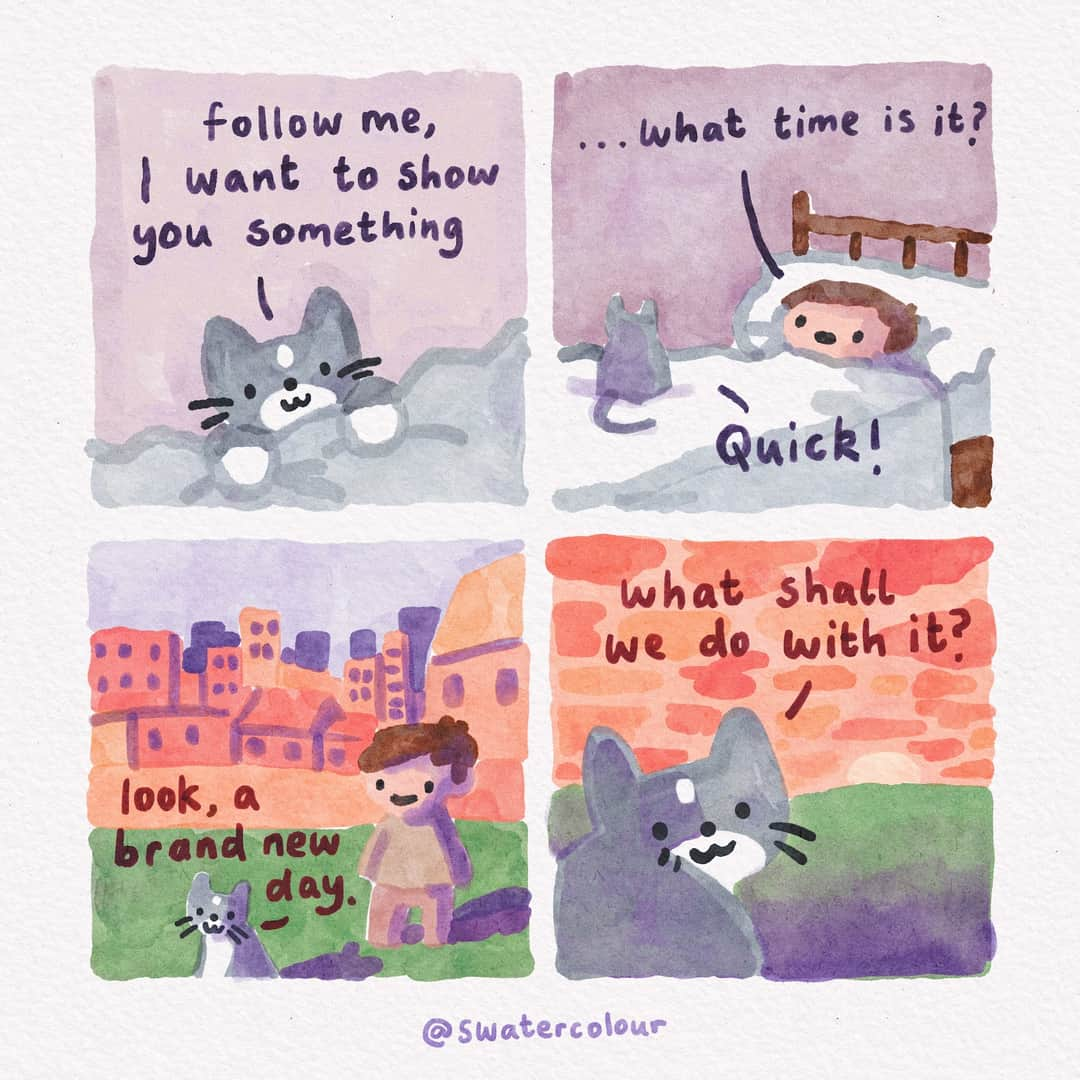 follow me,
I want to show
you something
...what time is it?
Quick!
look, a
brand new
day.
what shall
we do with it?
@swatercolour